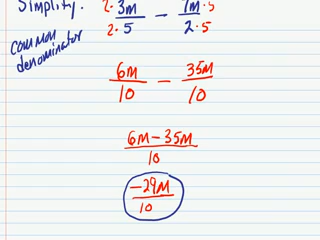 Simplify.
2· 3m/2· 5 − 7m ·5/2 ·5
common
denominator
6m/10 − 35m/10
6m − 35m/10
−29m/10